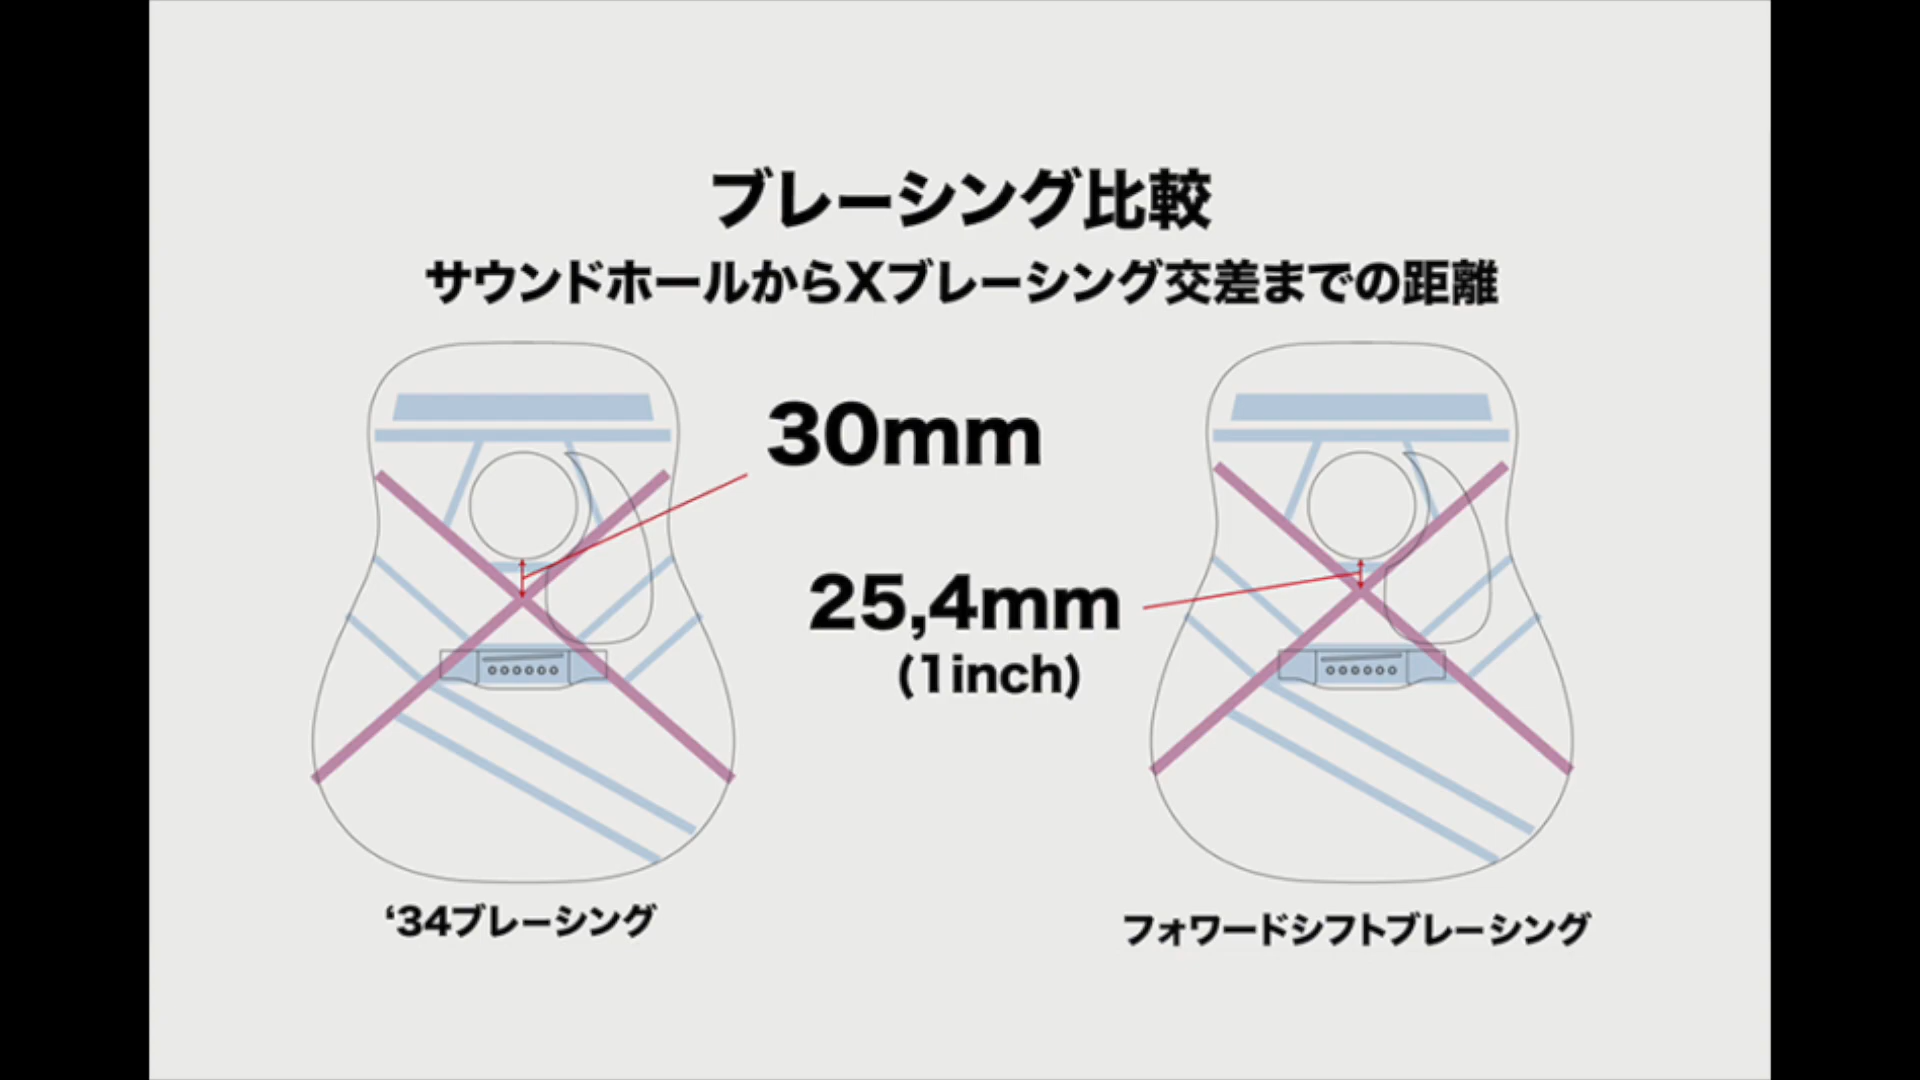 ブレーシング比較
サウンドホールからXブレーシング交差までの距離
30mm
25,4mm
(1inch)
‘34ブレーシング
フォワードシフトブレーシング